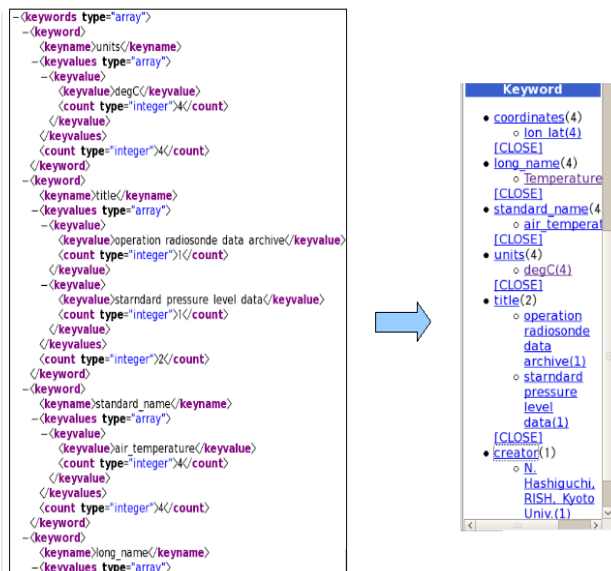 −<keywords type="array">
−<keyword>
<keyname>units</keyname>
−<keyvalues type="array">
−<keyvalue>
<keyvalue>degC</keyvalue>
<count type="integer">4</count>
</keyvalue>
</keyvalues>
<count type="integer">4</count>
</keyword>
−<keyword>
<keyname>title</keyname>
−<keyvalues type="array">
−<keyvalue>
<keyvalue>operation radiosonde data archive</keyvalue>
<count type="integer">1</count>
</keyvalue>
−<keyvalue>
<keyvalue>starndard pressure level data</keyvalue>
<count type="integer">1</count>
</keyvalue>
</keyvalues>
<count type="integer">2</count>
</keyword>
−<keyword>
<keyname>standard_name</keyname>
−<keyvalues type="array">
−<keyvalue>
<keyvalue>air_temperature</keyvalue>
<count type="integer">4</count>
</keyvalue>
</keyvalues>
<count type="integer">4</count>
</keyword>
−<keyword>
<keyname>long_name</keyname>
−<keyvalues type="array">
Keyword
• coordinates(4)
◦ lon lat(4)
[CLOSE]
• long_name(4)
◦ Temperature
[CLOSE]
• standard_name(4
◦ air_temperat
[CLOSE]
• units(4)
◦ degC(4)
[CLOSE]
• title(2)
◦ operation
radiosonde
data
archive(1)
◦ starndard
pressure
level
data(1)
[CLOSE]
• creator(1)
◦ N.
Hashiguchi,
RISH, Kyoto
Univ.(1)